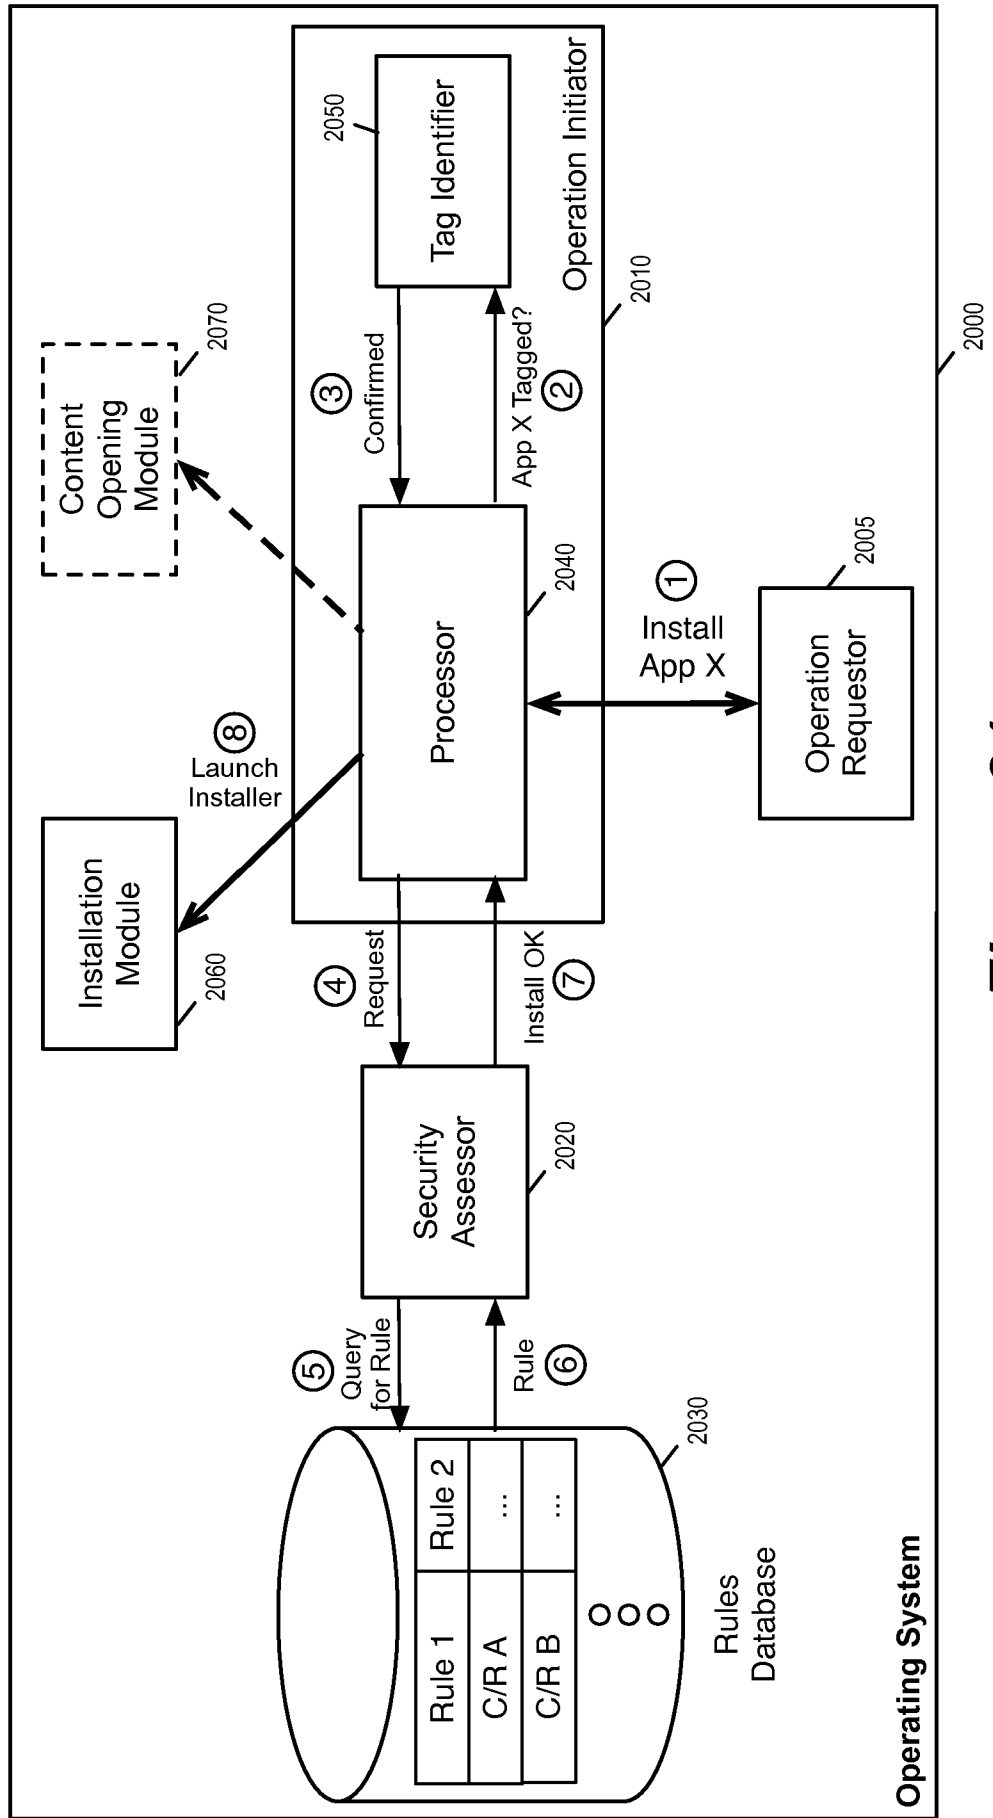 Operating System
2000
Rules
Database
2030
Rule 1
Rule 2
C/R A
...
C/R B
...
5
Query
for Rule
Rule
6
Security
Assessor
2020
4
Request
Install OK
7
Installation
Module
2060
8
Launch
Installer
Content
Opening
Module
2070
Processor
2040
3
Confirmed
App X Tagged?
2
Tag Identifier
2050
Operation Initiator
2010
1
Install
App X
Operation
Requestor
2005